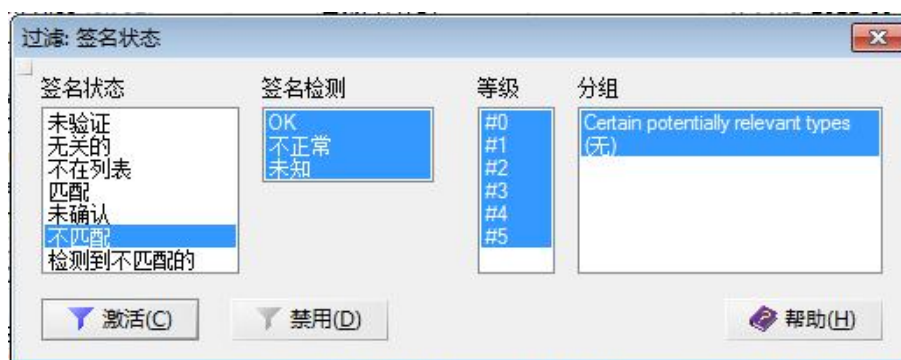 过滤: 签名状态
签名状态
未验证
无关的
不在列表
匹配
未确认
不匹配
检测到不匹配的
签名检测
OK
不正常
未知
等级
#0
#1
#2
#3
#4
#5
分组
Certain potentially relevant types
(无)
激活(C)
禁用(D)
帮助(H)